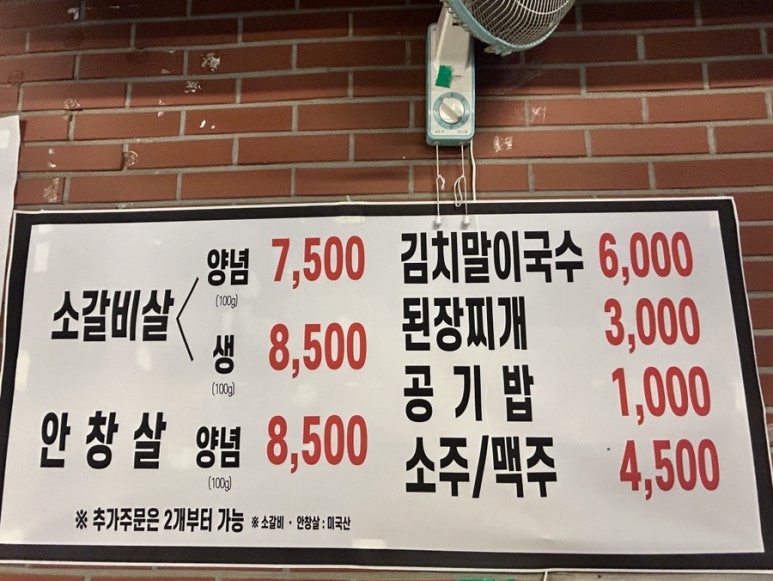 소갈비살
양념 7,500
(100g)
생 8,500
(100g)
안창살 양념 8,500
(100g)
김치말이국수 6,000
된장찌개 3,000
공기밥 1,000
소주/맥주 4,500
※ 추가주문은 2개부터 가능 ※ 소갈비 · 안창살 : 미국산